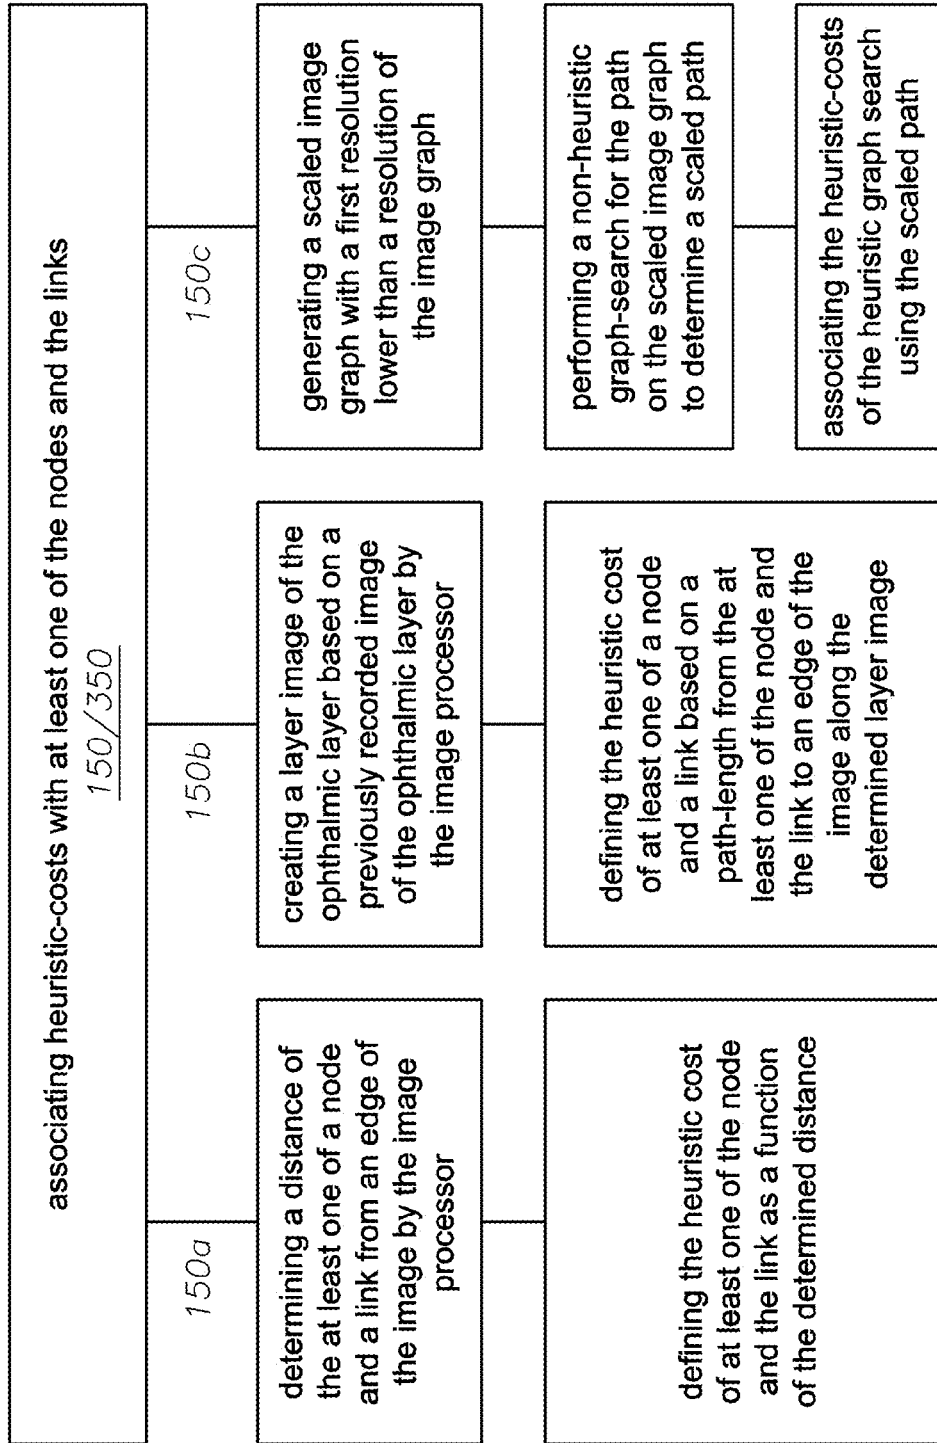 associating heuristic-costs with at least one of the nodes and the links
150/350
150a
determining a distance of
the at least one of a node
and a link from an edge of
the image by the image
processor
defining the heuristic cost
of at least one of the node
and the link as a function
of the determined distance
150b
creating a layer image of the
ophthalmic layer based on a
previously recorded image
of the ophthalmic layer by
the image processor
defining the heuristic cost
of at least one of a node
and a link based on a
path-length from the at
least one of the node and
the link to an edge of the
image along the
determined layer image
150c
generating a scaled image
graph with a first resolution
lower than a resolution of
the image graph
performing a non-heuristic
graph-search for the path
on the scaled image graph
to determine a scaled path
associating the heuristic-costs
of the heuristic graph search
using the scaled path